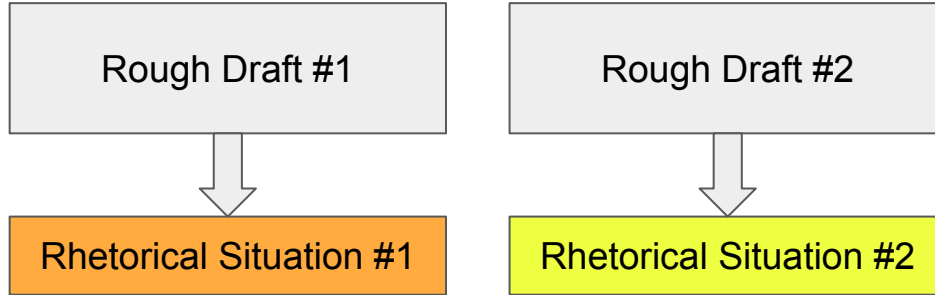 Rough Draft #1
Rough Draft #2
Rhetorical Situation #1
Rhetorical Situation #2